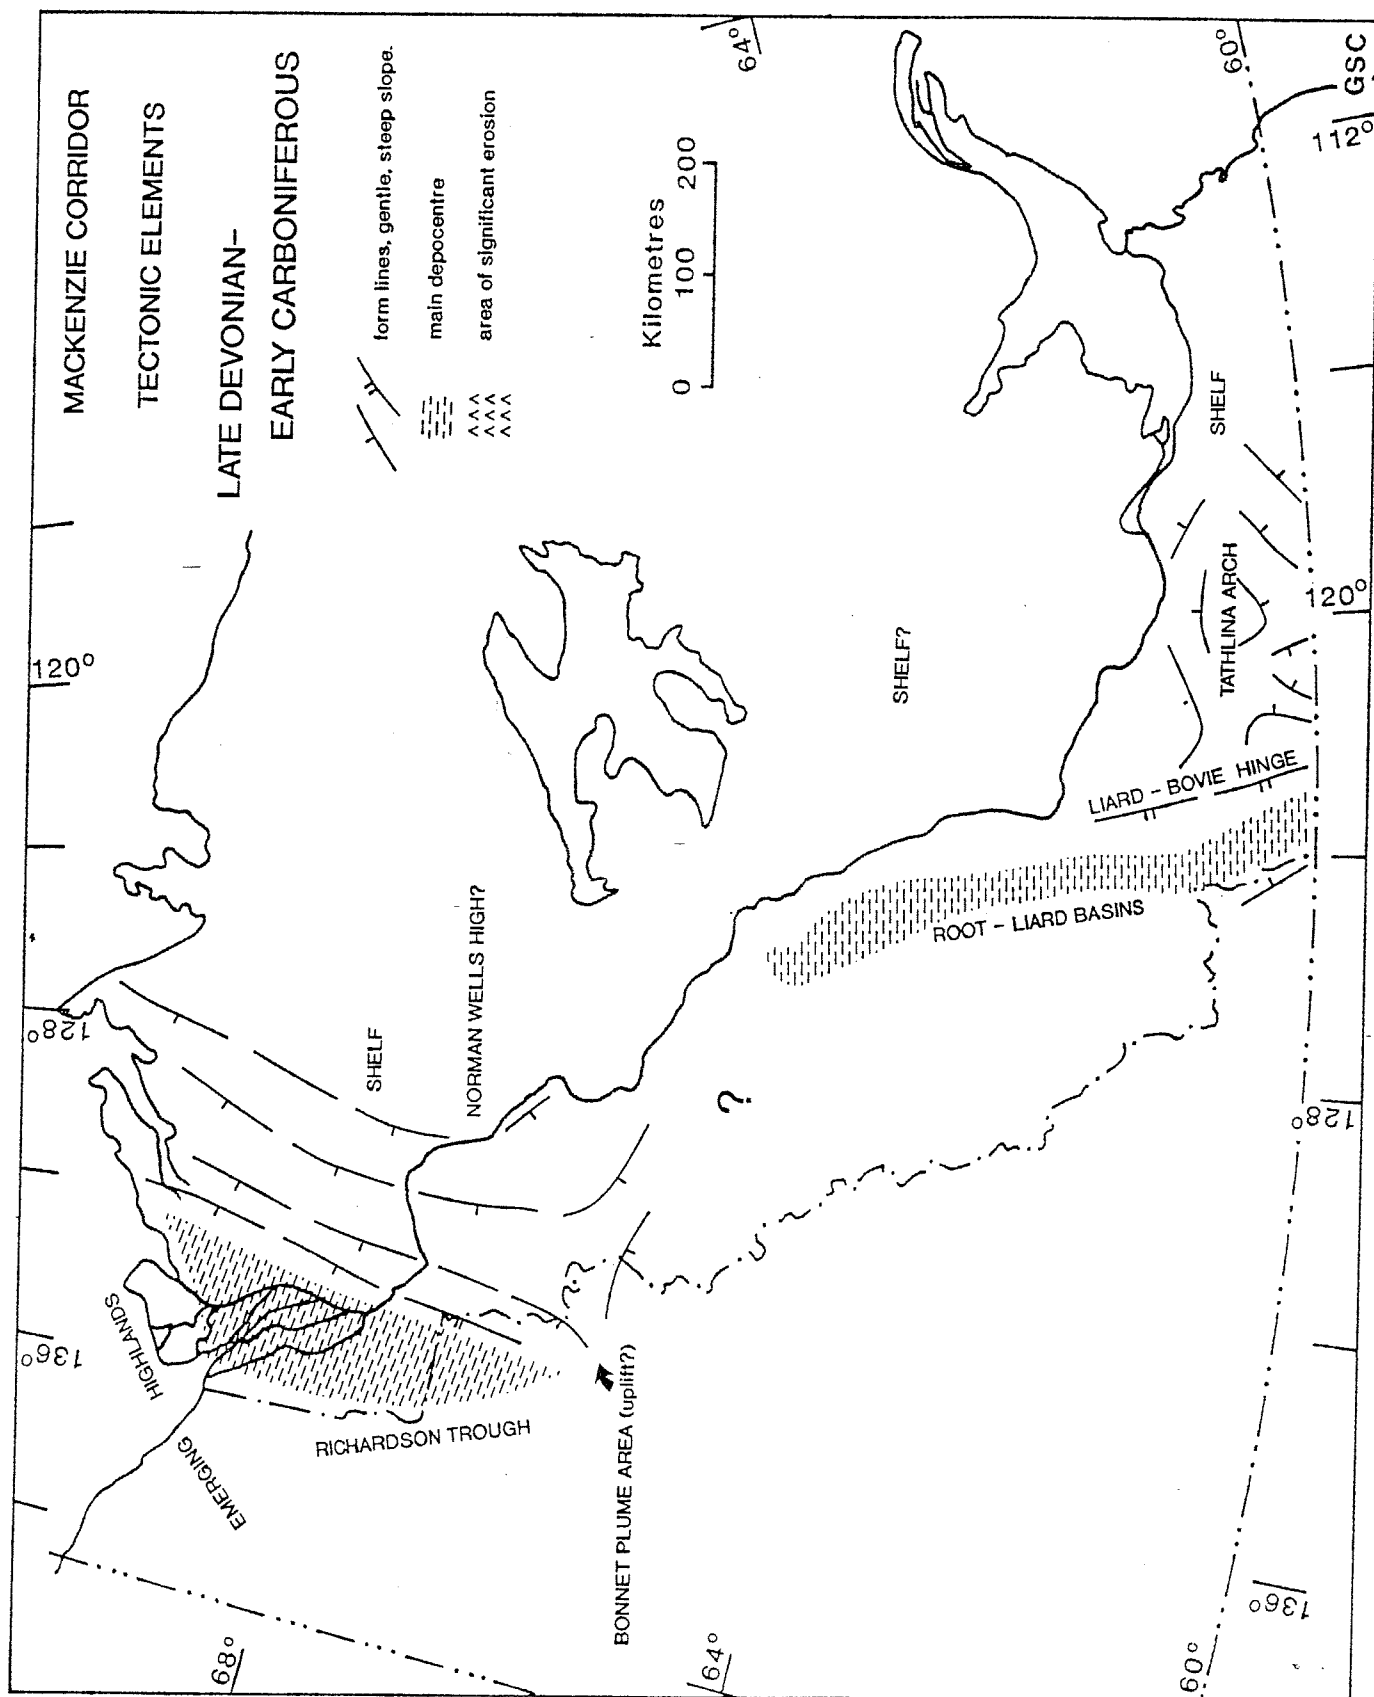 MACKENZIE CORRIDOR
TECTONIC ELEMENTS
LATE DEVONIAN–
EARLY CARBONIFEROUS
form lines, gentle, steep slope.
main depocentre
area of significant erosion
Kilometres
0 100 200
64°
60°
GSC
112°
120°
128°
136°
68°
64°
60°
136°
128°
120°
HIGHLANDS
EMERGING
RICHARDSON TROUGH
BONNET PLUME AREA (uplift?)
SHELF
NORMAN WELLS HIGH?
?
SHELF?
ROOT – LIARD BASINS
LIARD – BOVIE HINGE
TATHLINA ARCH
SHELF